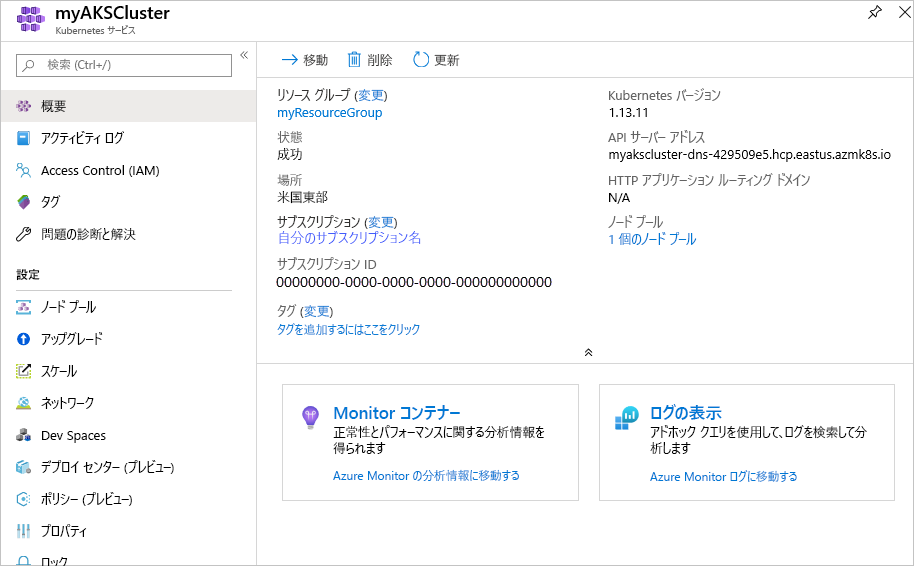 myAKSCluster
Kubernetes サービス
検索 (Ctrl+/)
概要
アクティビティ ログ
Access Control (IAM)
タグ
問題の診断と解決
設定
ノード プール
アップグレード
スケール
ネットワーク
Dev Spaces
デプロイ センター (プレビュー)
ポリシー (プレビュー)
プロパティ
ロック
移動
削除
更新
リソース グループ (変更)
myResourceGroup
状態
成功
場所
米国東部
サブスクリプション (変更)
自分のサブスクリプション名
サブスクリプション ID
00000000-0000-0000-0000-000000000000
タグ (変更)
タグを追加するにはここをクリック
Kubernetes バージョン
1.13.11
API サーバー アドレス
myakscluster-dns-429509e5.hcp.eastus.azmk8s.io
HTTP アプリケーション ルーティング ドメイン
N/A
ノード プール
1 個のノード プール
Monitor コンテナー
正常性とパフォーマンスに関する分析情報を
得られます
Azure Monitor の分析情報に移動する
ログの表示
アドホック クエリを使用して、ログを検索して分
析します
Azure Monitor ログに移動する